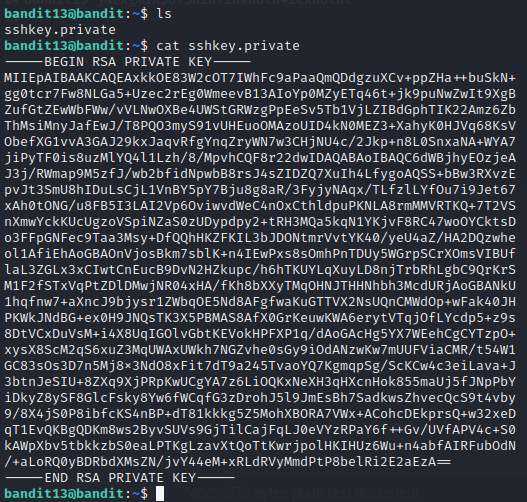 bandit13@bandit:~$ ls
sshkey.private
bandit13@bandit:~$ cat sshkey.private
-----BEGIN RSA PRIVATE KEY-----
MIIEpAIBAAKCAQEAxkkOE83W2cOT7IWhFc9aPaaQmQDdgzuXCv+ppZHa++buSkN+
gg0tcr7Fw8NLGa5+Uzec2rEg0WmeevB13AIoYp0MZyETq46t+jk9puNwZwIt9XgB
ZufGtZEwWbFWw/vVLNwOXBe4UWStGRWzgPpEeSv5Tb1VjLZIBdGphTIK22Amz6Zb
ThMsiMnyJafEwJ/T8PQO3myS91vUHEuoOMAzoUID4kN0MEZ3+XahyK0HJVq68KsV
ObefXG1vvA3GAJ29kxJaqvRfgYnqZryWN7w3CHjNU4c/2Jkp+n8L0SnxaNA+WYA7
jiPyTF0is8uzMlYQ4l1Lzh/8/MpvhCQF8r22dwIDAQABAoIBAQC6dWBjhyEOzjeA
J3j/RWmap9M5zfJ/wb2bfidNpwbB8rsJ4sZIDZQ7XuIh4LfygoAQSS+bBw3RXvzE
pvJt3SmU8hIDuLsCjL1VnBY5pY7Bju8g8aR/3FyjyNAqx/TLfzlLYfOu7i9Jet67
xAh0tONG/u8FB5I3LAI2Vp6OviwvdWeC4nOxCthldpuPKNLA8rmMMVRTKQ+7T2VS
nXmwYckKUcUgzoVSpiNZaS0zUDypdpy2+tRH3MQa5kqN1YKjvF8RC47woOYCktsD
o3FFpGNFec9Taa3Msy+DfQQhHKZFKIL3bJDONtmrVvtYK40/yeU4aZ/HA2DQzwhe
ol1AfiEhAoGBAOnVjosBkm7sblK+n4IEwPxs8sOmhPnTDUy5WGrpSCrXOmsVIBUf
laL3ZGLx3xCIwtCnEucB9DvN2HZkupc/h6hTKUYLqXuyLD8njTrbRhLgbC9QrKrS
M1F2fSTxVqPtZDlDMwjNR04xHA/fKh8bXXyTMqOHNJTHHNhbh3McdURjAoGBANkU
1hqfnw7+aXncJ9bjysr1ZWbqOE5Nd8AFgfwaKuGTTVX2NsUQnCMWdOp+wFak40JH
PKWkJNdBG+ex0H9JNQsTK3X5PBMAS8AfX0GrKeuwKWA6erytVTqjOfLYcdp5+z9s
8DtVCxDuVsM+i4X8UqIGOlvGbtKEVokHPFXP1q/dAoGAcHg5YX7WEehCgCYTzpO+
xysX8ScM2qS6xuZ3MqUWAxUWkh7NGZvhe0sGy9iOdANzwKw7mUUFViaCMR/t54W1
GC83sOs3D7n5Mj8x3NdO8xFit7dT9a245TvaoYQ7KgmqpSg/ScKCw4c3eiLava+J
3btnJeSIU+8ZXq9XjPRpKwUCgYA7z6LiOQKxNeXH3qHXcnHok855maUj5fJNpPbY
iDkyZ8ySF8GlcFsky8Yw6fWCqfG3zDrohJ5l9JmEsBh7SadkwsZhvecQcS9t4vby
9/8X4jS0P8ibfcKS4nBP+dT81kkkg5Z5MohXBORA7VWx+ACohcDEkprsQ+w32xeD
qT1EvQKBgQDKm8ws2ByvSUVs9GjTilCajFqLJ0eVYzRPaY6f++Gv/UVfAPV4c+S0
kAWpXbv5tbkkzbS0eaLPTKgLzavXtQoTtKwrjpolHKIHUz6Wu+n4abfAIRFubOdN
/+aLoRQ0yBDRbdXMsZN/jvY44eM+xRLdRVyMmdPtP8belRi2E2aEzA==
-----END RSA PRIVATE KEY-----
bandit13@bandit:~$